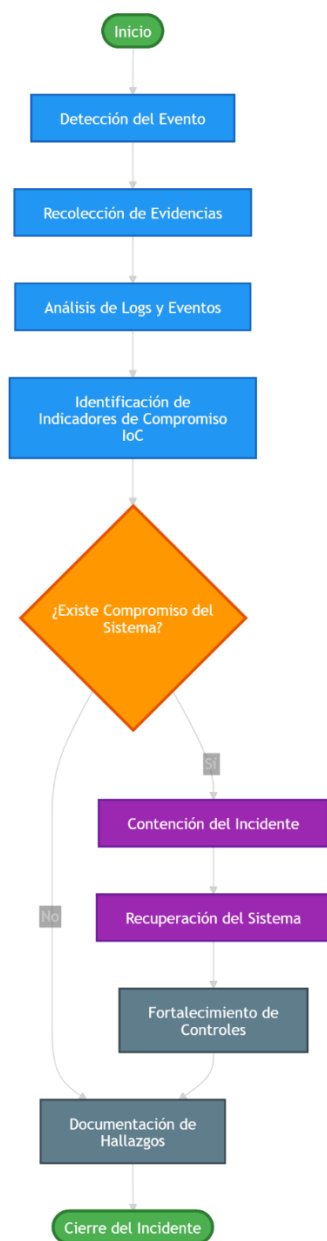 Inicio
Detección del Evento
Recolección de Evidencias
Análisis de Logs y Eventos
Identificación de
Indicadores de Compromiso
IoC
¿Existe Compromiso del
Sistema?
Sí
Contención del Incidente
No
Recuperación del Sistema
Fortalecimiento de
Controles
Documentación de
Hallazgos
Cierre del Incidente